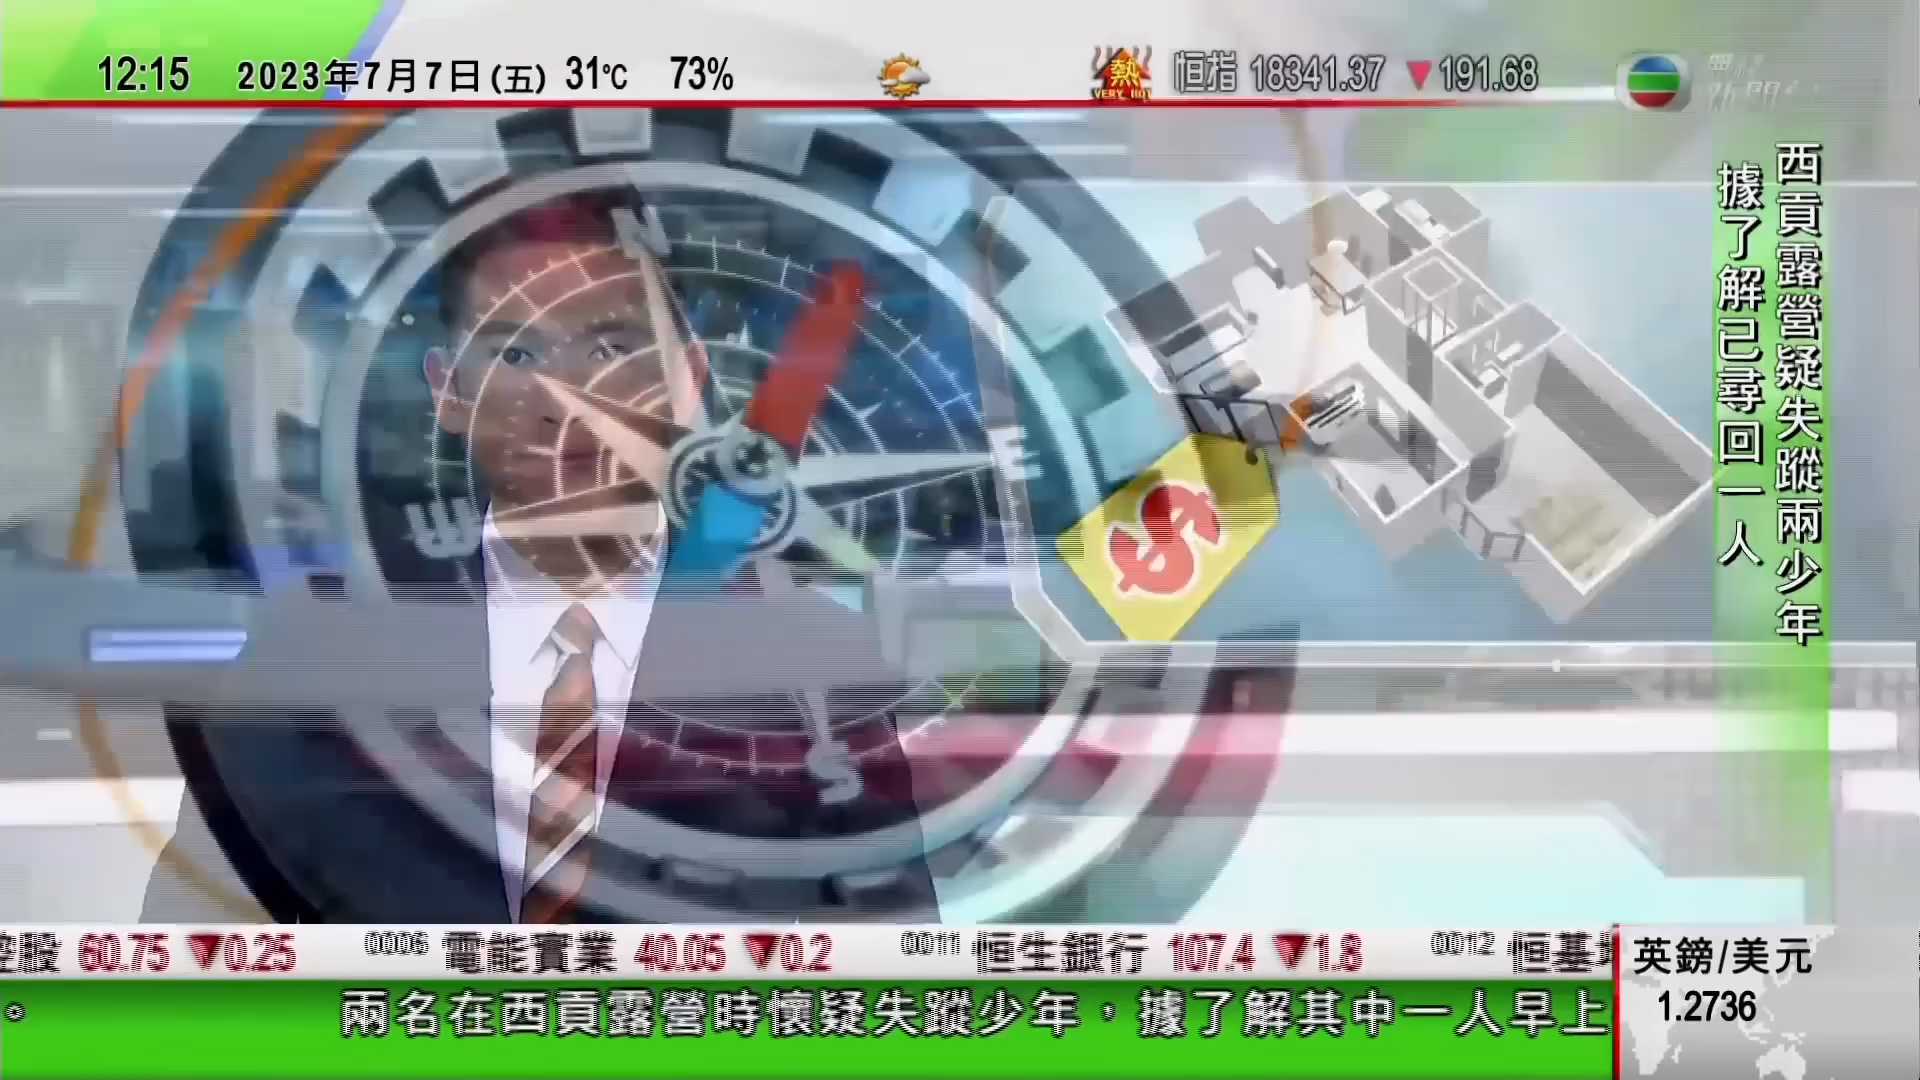 12:15 2023年7月7日(五) 31℃ 73% 熱 VERY HOT 恒指 18341.37 ▼191.68
西貢露營疑失蹤兩少年
據了解已尋回一人
N
E
S
W
$
控股 60.75 ▼0.25 0006 電能實業 40.05 ▼0.2 0011 恒生銀行 107.4 ▼1.8 0012 恒基
英鎊/美元
1.2736
。 兩名在西貢露營時懷疑失蹤少年，據了解其中一人早上